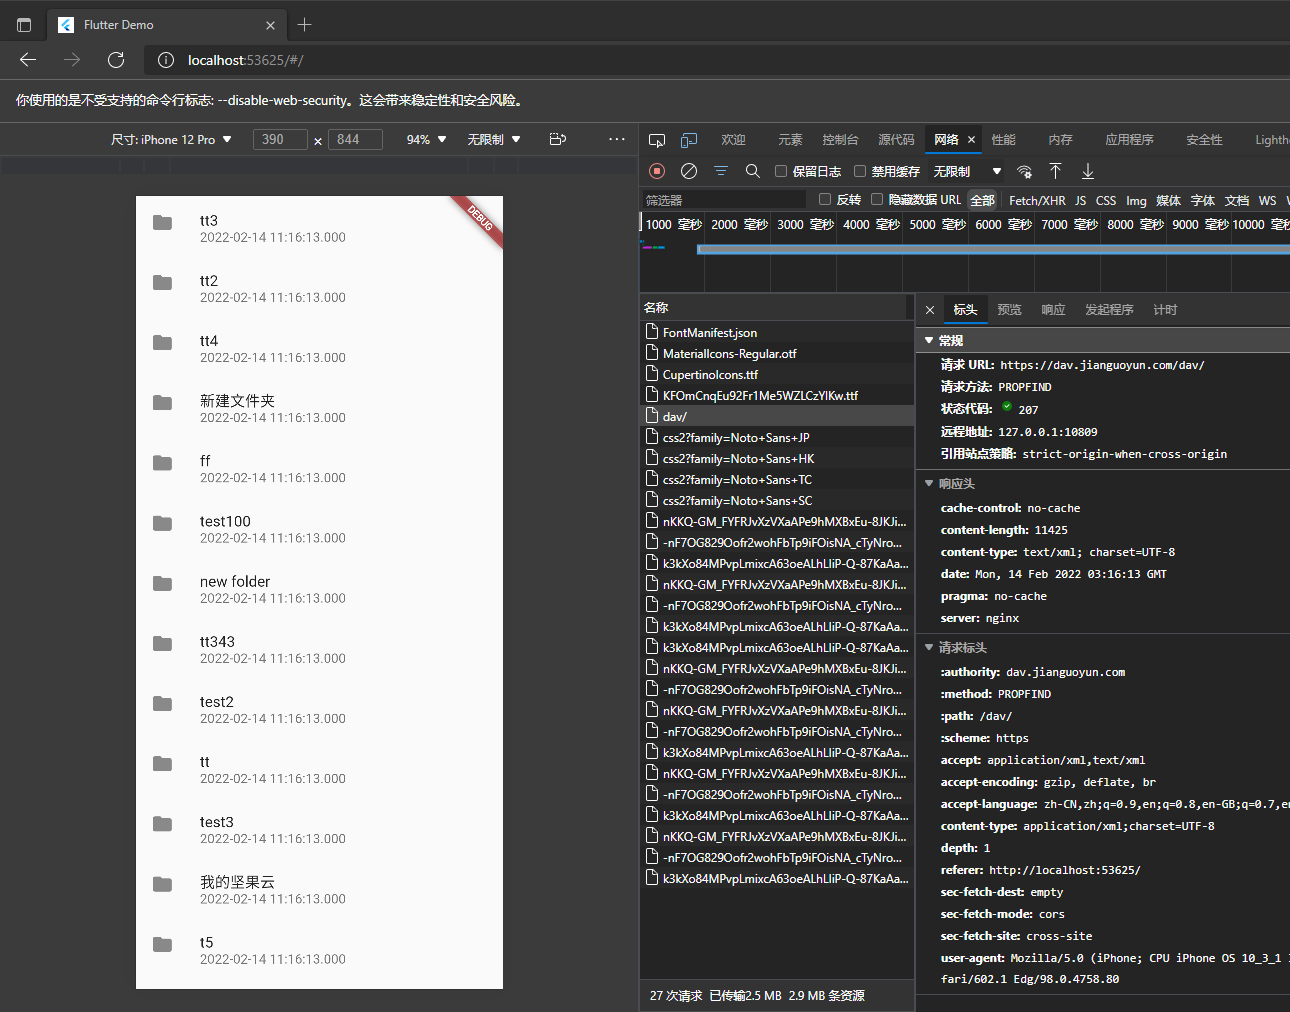 Flutter Demo
localhost:53625/#/
你使用的是不受支持的命令行标志: --disable-web-security。这会带来稳定性和安全风险。
尺寸: iPhone 12 Pro
390
×
844
94%
无限制
DEBUG
tt3
2022-02-14 11:16:13.000
tt2
2022-02-14 11:16:13.000
tt4
2022-02-14 11:16:13.000
新建文件夹
2022-02-14 11:16:13.000
ff
2022-02-14 11:16:13.000
test100
2022-02-14 11:16:13.000
new folder
2022-02-14 11:16:13.000
tt343
2022-02-14 11:16:13.000
test2
2022-02-14 11:16:13.000
tt
2022-02-14 11:16:13.000
test3
2022-02-14 11:16:13.000
我的坚果云
2022-02-14 11:16:13.000
t5
2022-02-14 11:16:13.000
欢迎 元素 控制台 源代码 网络 性能 内存 应用程序 安全性 Lighth
保留日志 禁用缓存 无限制
筛选器 反转 隐藏数据 URL 全部 Fetch/XHR JS CSS Img 媒体 字体 文档 WS
1000 毫秒 2000 毫秒 3000 毫秒 4000 毫秒 5000 毫秒 6000 毫秒 7000 毫秒 8000 毫秒 9000 毫秒 10000 毫秒
名称
FontManifest.json
MaterialIcons-Regular.otf
CupertinoIcons.ttf
KFOmCnqEu92Fr1Me5WZLCzYlKw.ttf
dav/
css2?family=Noto+Sans+JP
css2?family=Noto+Sans+HK
css2?family=Noto+Sans+TC
css2?family=Noto+Sans+SC
nKKQ-GM_FYFRJvXzVXaAPe9hMXBxEu-8JKJi...
-nF7OG829Oofr2wohFbTp9iFOisNA_cTyNro...
k3kXo84MPvpLmixcA63oeALhLIiP-Q-87KaAa...
nKKQ-GM_FYFRJvXzVXaAPe9hMXBxEu-8JKJi...
-nF7OG829Oofr2wohFbTp9iFOisNA_cTyNro...
k3kXo84MPvpLmixcA63oeALhLIiP-Q-87KaAa...
k3kXo84MPvpLmixcA63oeALhLIiP-Q-87KaAa...
nKKQ-GM_FYFRJvXzVXaAPe9hMXBxEu-8JKJi...
-nF7OG829Oofr2wohFbTp9iFOisNA_cTyNro...
nKKQ-GM_FYFRJvXzVXaAPe9hMXBxEu-8JKJi...
-nF7OG829Oofr2wohFbTp9iFOisNA_cTyNro...
k3kXo84MPvpLmixcA63oeALhLIiP-Q-87KaAa...
nKKQ-GM_FYFRJvXzVXaAPe9hMXBxEu-8JKJi...
-nF7OG829Oofr2wohFbTp9iFOisNA_cTyNro...
k3kXo84MPvpLmixcA63oeALhLIiP-Q-87KaAa...
nKKQ-GM_FYFRJvXzVXaAPe9hMXBxEu-8JKJi...
-nF7OG829Oofr2wohFbTp9iFOisNA_cTyNro...
k3kXo84MPvpLmixcA63oeALhLIiP-Q-87KaAa...
27 次请求 已传输2.5 MB 2.9 MB 条资源
标头 预览 响应 发起程序 计时
常规
请求 URL: https://dav.jianguoyun.com/dav/
请求方法: PROPFIND
状态代码: 207
远程地址: 127.0.0.1:10809
引用站点策略: strict-origin-when-cross-origin
响应头
cache-control: no-cache
content-length: 11425
content-type: text/xml; charset=UTF-8
date: Mon, 14 Feb 2022 03:16:13 GMT
pragma: no-cache
server: nginx
请求标头
:authority: dav.jianguoyun.com
:method: PROPFIND
:path: /dav/
:scheme: https
accept: application/xml,text/xml
accept-encoding: gzip, deflate, br
accept-language: zh-CN,zh;q=0.9,en;q=0.8,en-GB;q=0.7,en
content-type: application/xml;charset=UTF-8
depth: 1
referer: http://localhost:53625/
sec-fetch-dest: empty
sec-fetch-mode: cors
sec-fetch-site: cross-site
user-agent: Mozilla/5.0 (iPhone; CPU iPhone OS 10_3_1
fari/602.1 Edg/98.0.4758.80